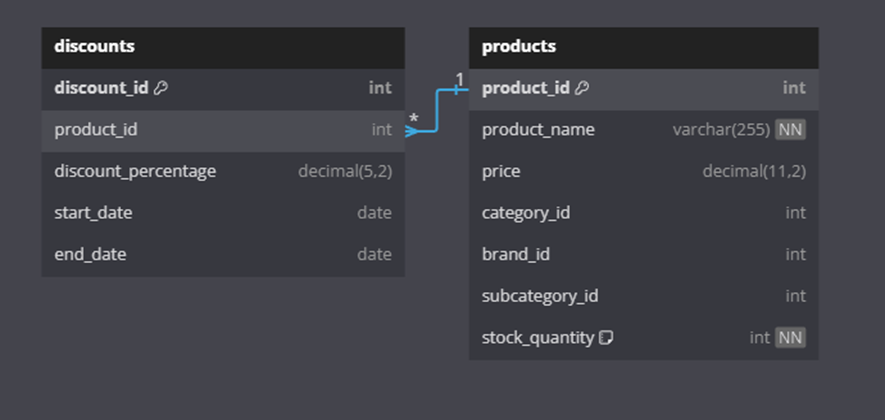 discounts
discount_id int
product_id int
discount_percentage decimal(5,2)
start_date date
end_date date
* 1
products
product_id int
product_name varchar(255) NN
price decimal(11,2)
category_id int
brand_id int
subcategory_id int
stock_quantity int NN